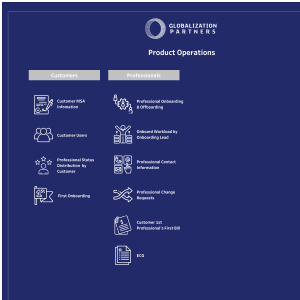 GLOBALIZATION
PARTNERS
Product Operations
Customers
Professionals
Customer MSA
Infomation
Customer Users
Professional Status
Distribution by
Customer
First Onboarding
Professional Onboarding
& Offboarding
Onboard Workload by
Onboarding Lead
Professional Contact
Information
Professional Change
Requests
Customer 1st
Professional's First Bill
ECQ